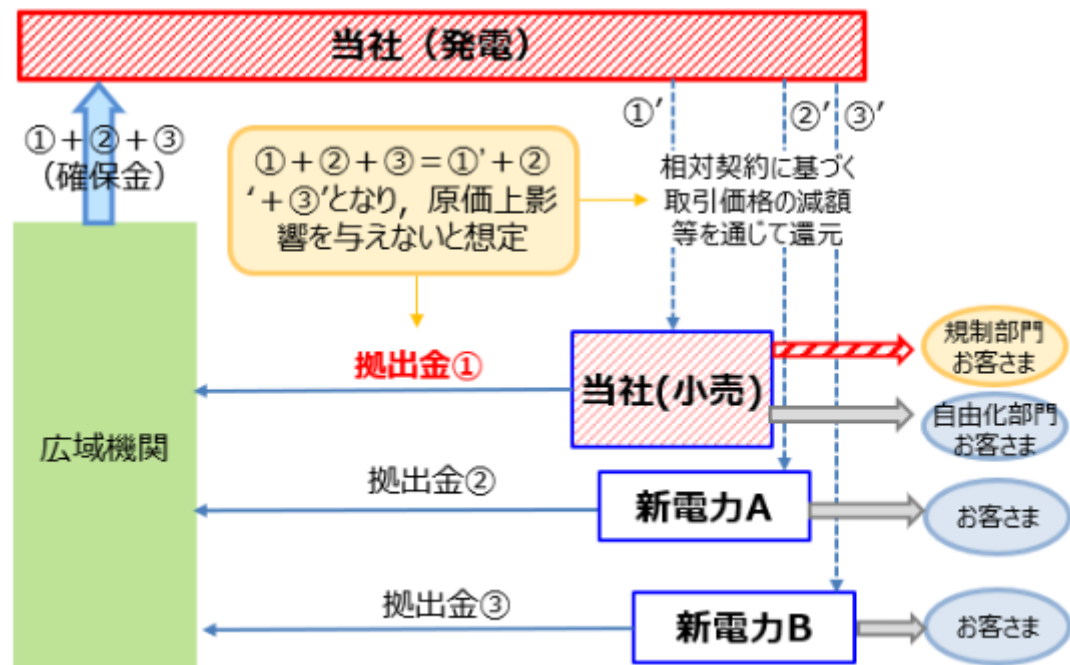 当社（発電）
①＋②＋③
（確保金）
①＋②＋③＝①’＋②
‘＋③’となり，原価上影
響を与えないと想定
①’
②’
③’
相対契約に基づく
取引価格の減額
等を通じて還元
広域機関
拠出金①
当社(小売)
規制部門
お客さま
自由化部門
お客さま
拠出金②
新電力A
お客さま
拠出金③
新電力B
お客さま